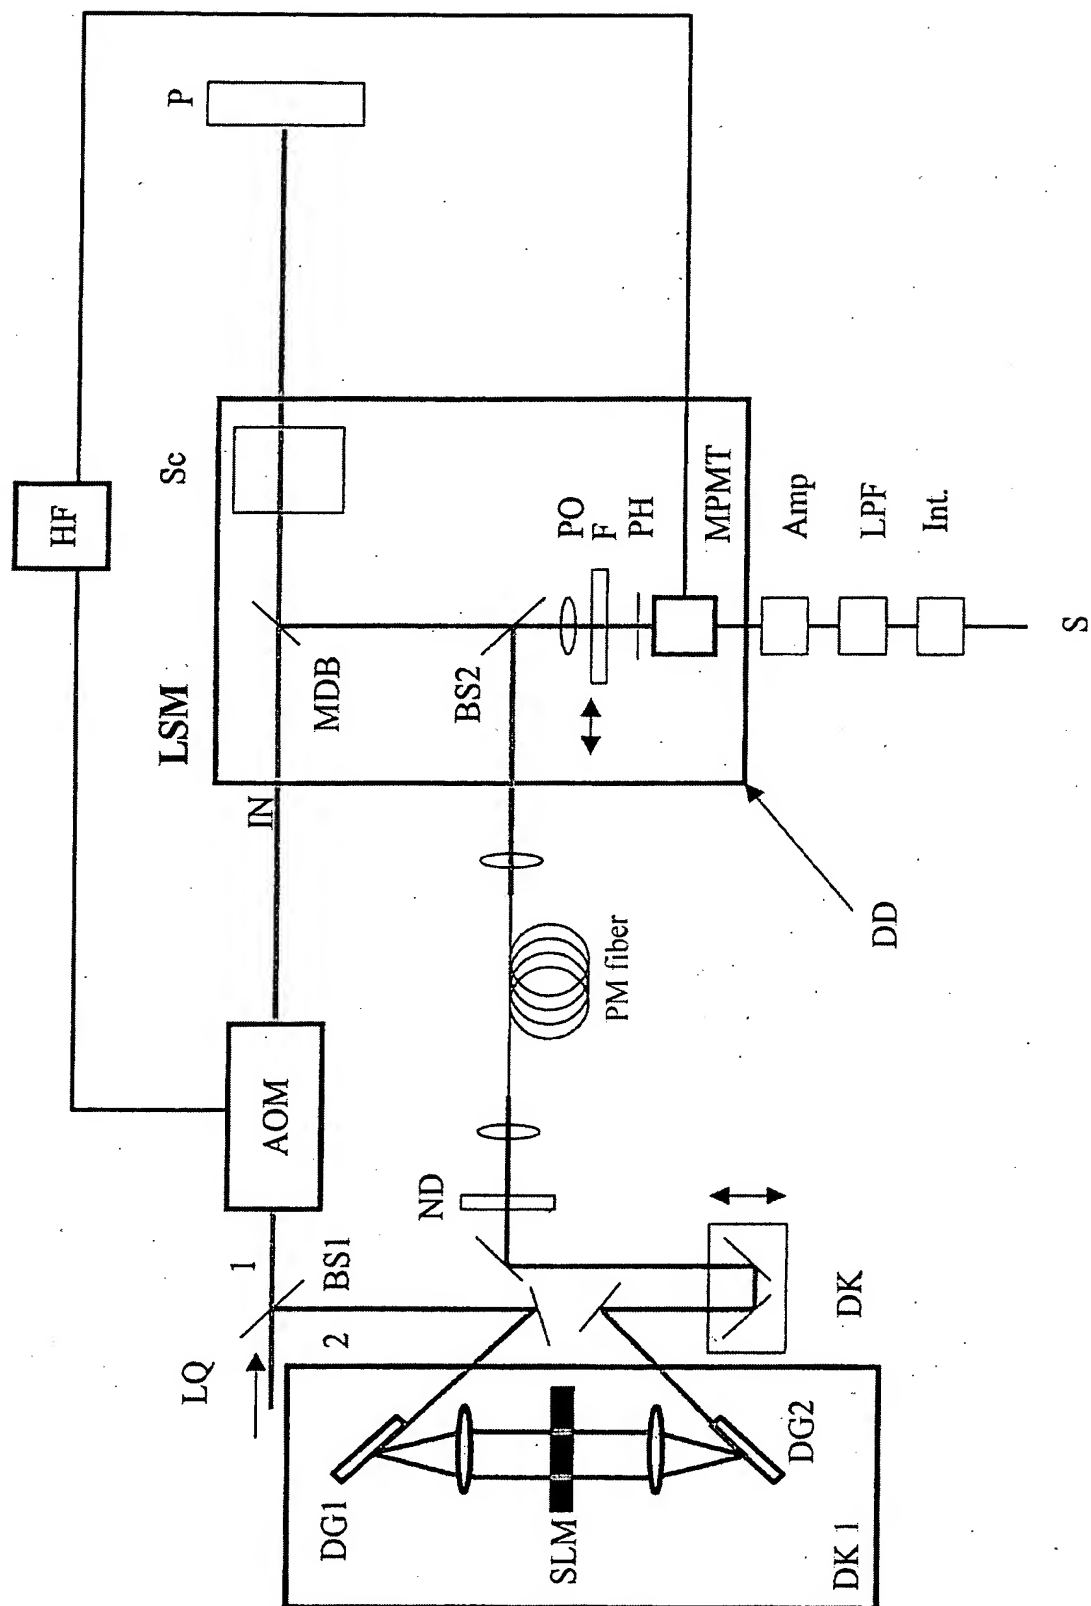 HF
P
Sc
LSM
IN
MDB
BS2
PO
F
PH
MPMT
Amp
LPF
Int.
S
DD
PM fiber
AOM
1
BS1
2
LQ
ND
DK
DG1
SLM
DG2
DK 1